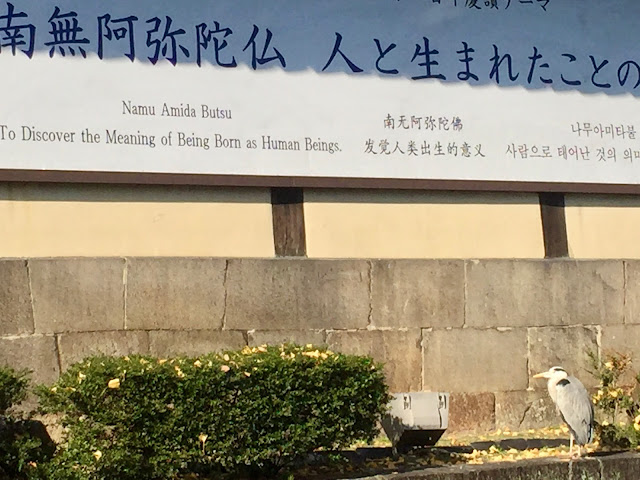 南無阿弥陀仏 人と生まれたことの
Namu Amida Butsu
To Discover the Meaning of Being Born as Human Beings.
南无阿弥陀佛
发觉人类出生的意义
나무아미타불
사람으로 태어난 것의 의미